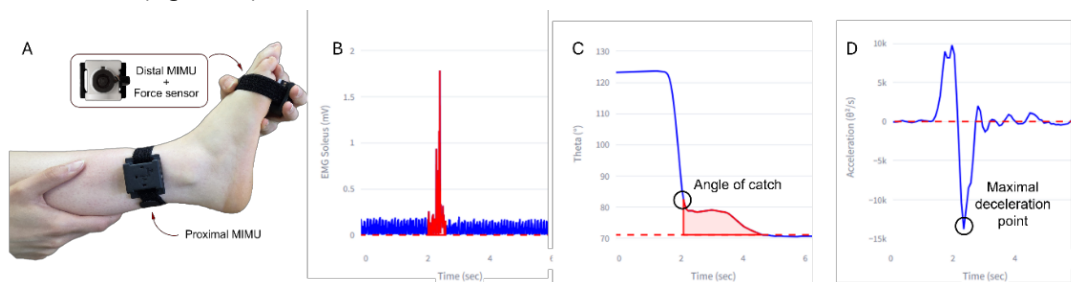 A
Distal MIMU
+
Force sensor
Proximal MIMU
B
EMG Soleus (mV)
2
1.5
1
0.5
0
0
2
4
6
Time (sec)
C
Theta (°)
130
120
110
100
90
80
70
Angle of catch
0
2
4
6
Time (sec)
D
Acceleration (θ²/s)
10k
5k
0
−5k
−10k
−15k
Maximal
deceleration
point
0
2
4
Time (sec)